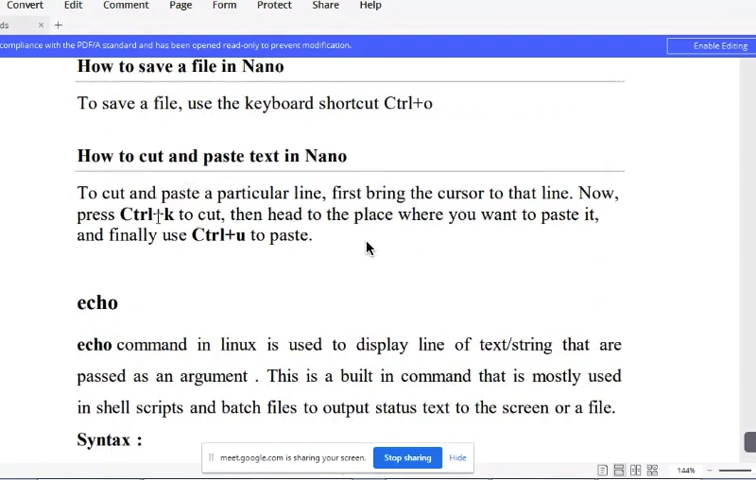 Convert Edit Comment Page Form Protect Share Help
ds × +
compliance with the PDF/A standard and has been opened read-only to prevent modification. Enable Editing
How to save a file in Nano
To save a file, use the keyboard shortcut Ctrl+o
How to cut and paste text in Nano
To cut and paste a particular line, first bring the cursor to that line. Now,
press Ctrl+k to cut, then head to the place where you want to paste it,
and finally use Ctrl+u to paste.
echo
echo command in linux is used to display line of text/string that are
passed as an argument . This is a built in command that is mostly used
in shell scripts and batch files to output status text to the screen or a file.
Syntax :
meet.google.com is sharing your screen. Stop sharing Hide
144%